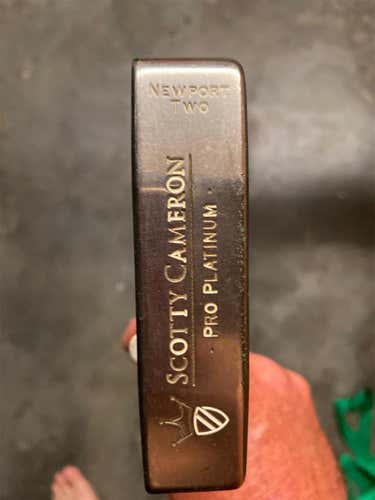 NEWPORT
TWO
SCOTTY CAMERON
· PRO PLATINUM ·